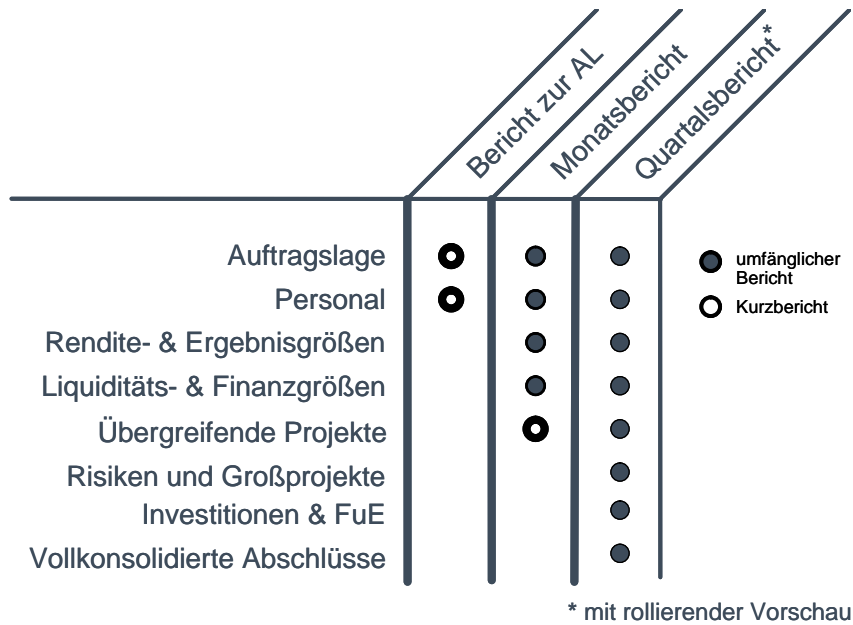 Bericht zur AL
Monatsbericht
Quartalsbericht*
Auftragslage
Personal
Rendite- & Ergebnisgrößen
Liquiditäts- & Finanzgrößen
Übergreifende Projekte
Risiken und Großprojekte
Investitionen & FuE
Vollkonsolidierte Abschlüsse
umfänglicher
Bericht
Kurzbericht
* mit rollierender Vorschau